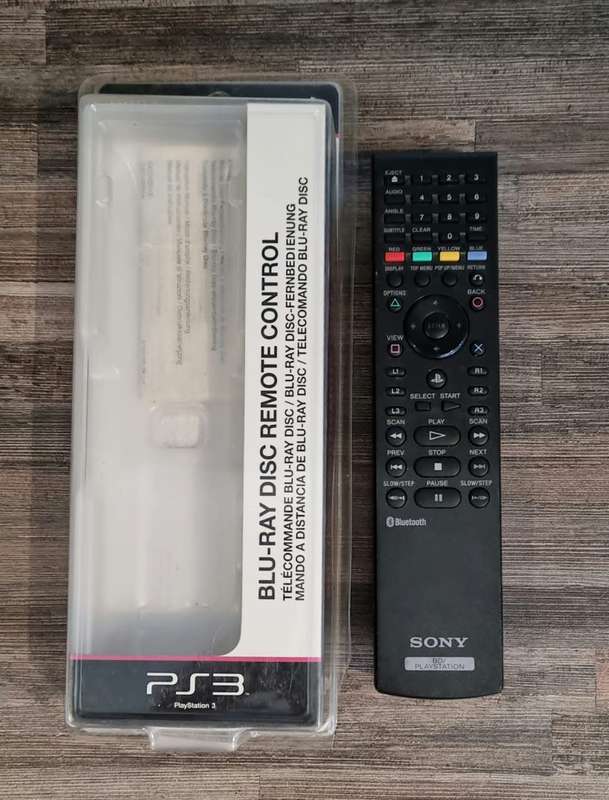 BLU-RAY DISC REMOTE CONTROL
TÉLÉCOMMANDE BLU-RAY DISC / BLU-RAY DISC-FERNBEDIENUNG
MANDO A DISTANCIA DE BLU-RAY DISC / TELECOMANDO BLU-RAY DISC
PS3
PlayStation 3
EJECT 1 2 3
AUDIO
ANGLE 7 8 9
SUBTITLE CLEAR 0 TIME
RED GREEN YELLOW BLUE
DISPLAY TOP MENU POP UP/MENU RETURN
OPTIONS BACK
VIEW
L1 R1
L2 R2
SELECT START
L3 R3
SCAN PLAY SCAN
PREV STOP NEXT
SLOW/STEP PAUSE SLOW/STEP
Bluetooth
SONY
BD/
PLAYSTATION